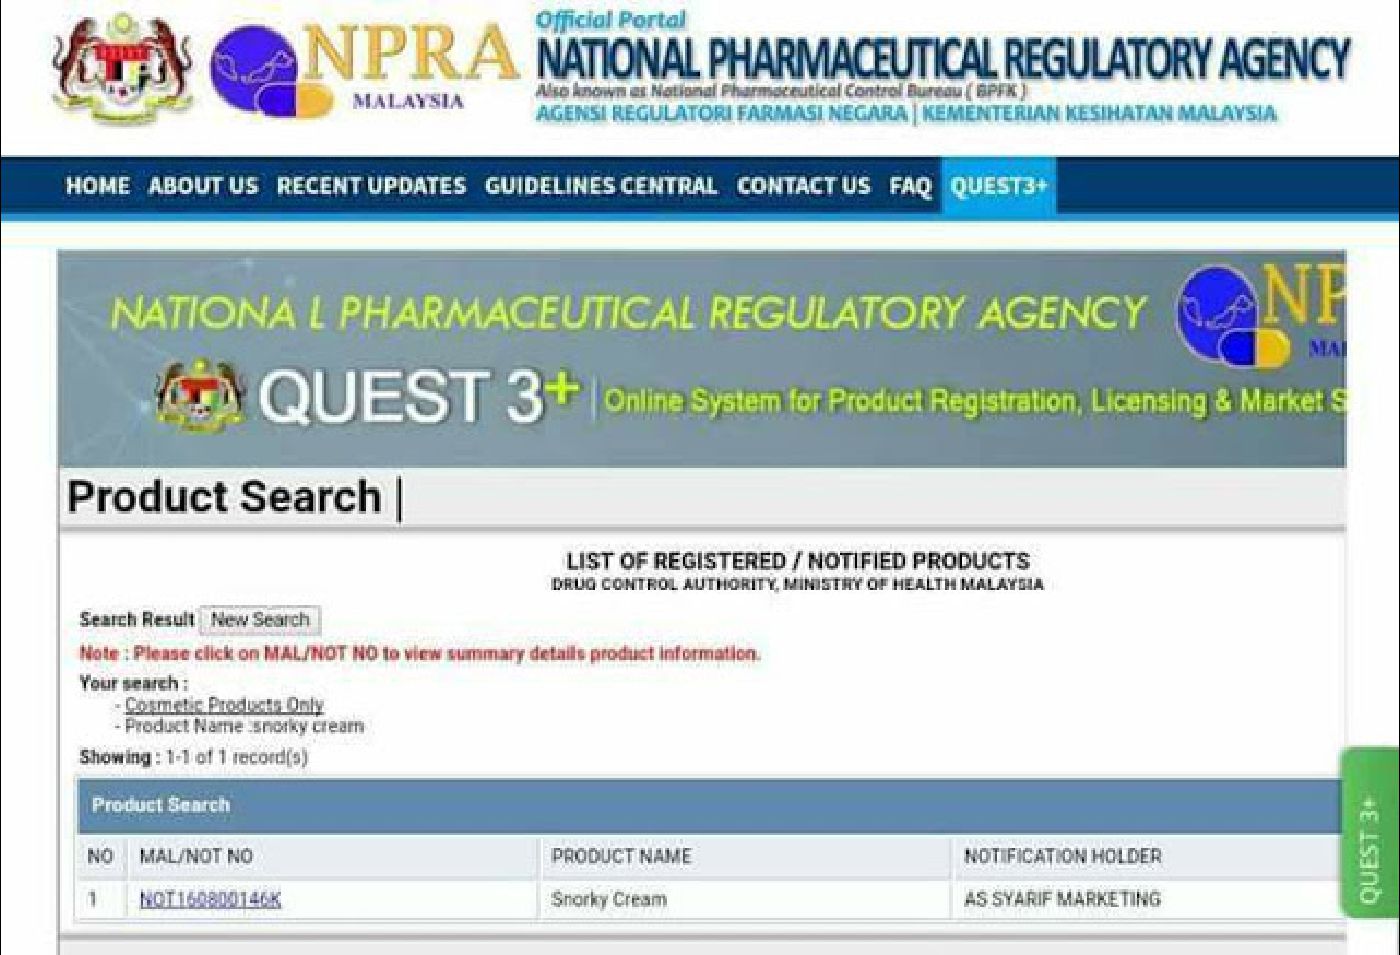 NPRA
MALAYSIA
Official Portal
NATIONAL PHARMACEUTICAL REGULATORY AGENCY
Also known as National Pharmaceutical Control Bureau ( BPFK )
AGENSI REGULATORI FARMASI NEGARA | KEMENTERIAN KESIHATAN MALAYSIA
HOME ABOUT US RECENT UPDATES GUIDELINES CENTRAL CONTACT US FAQ QUEST3+
NATIONA L PHARMACEUTICAL REGULATORY AGENCY
NP
MAL
QUEST 3+ | Online System for Product Registration, Licensing & Market S
Product Search |
LIST OF REGISTERED / NOTIFIED PRODUCTS
DRUG CONTROL AUTHORITY, MINISTRY OF HEALTH MALAYSIA
Search Result New Search
Note : Please click on MAL/NOT NO to view summary details product information.
Your search :
- Cosmetic Products Only
- Product Name :snorky cream
Showing : 1-1 of 1 record(s)
Product Search
NO MAL/NOT NO PRODUCT NAME NOTIFICATION HOLDER
1 NOT160800146K Snorky Cream AS SYARIF MARKETING
QUEST 3+